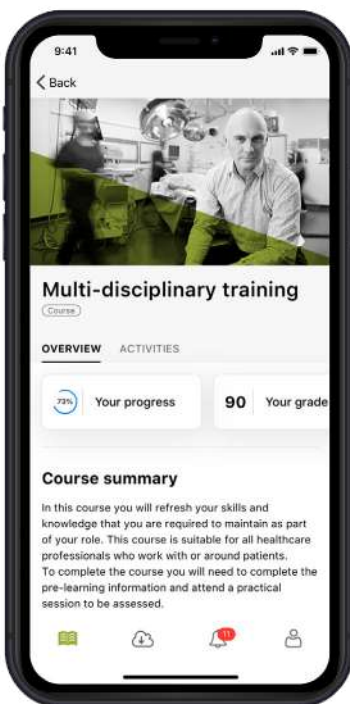 9:41
Back
Multi-disciplinary training
Course
OVERVIEW ACTIVITIES
73% Your progress 90 Your grade
Course summary
In this course you will refresh your skills and
knowledge that you are required to maintain as part
of your role. This course is suitable for all healthcare
professionals who work with or around patients.
To complete the course you will need to complete the
pre-learning information and attend a practical
session to be assessed.
11